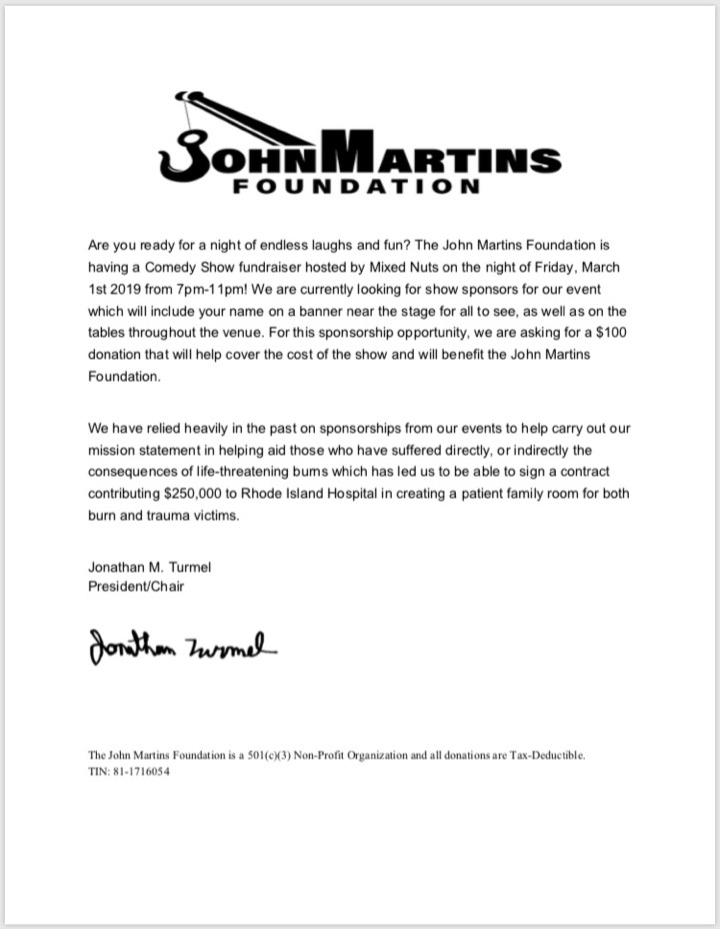 JOHN MARTINS
FOUNDATION
Are you ready for a night of endless laughs and fun? The John Martins Foundation is
having a Comedy Show fundraiser hosted by Mixed Nuts on the night of Friday, March
1st 2019 from 7pm-11pm! We are currently looking for show sponsors for our event
which will include your name on a banner near the stage for all to see, as well as on the
tables throughout the venue. For this sponsorship opportunity, we are asking for a $100
donation that will help cover the cost of the show and will benefit the John Martins
Foundation.
We have relied heavily in the past on sponsorships from our events to help carry out our
mission statement in helping aid those who have suffered directly, or indirectly the
consequences of life-threatening burns which has led us to be able to sign a contract
contributing $250,000 to Rhode Island Hospital in creating a patient family room for both
burn and trauma victims.
Jonathan M. Turmel
President/Chair
Jonathan Turmel
The John Martins Foundation is a 501(c)(3) Non-Profit Organization and all donations are Tax-Deductible.
TIN: 81-1716054